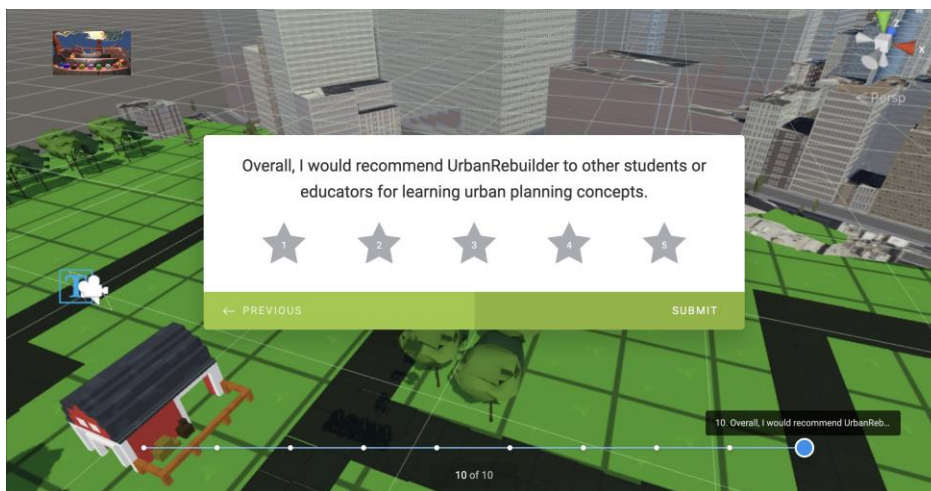 x
< Persp
Overall, I would recommend UrbanRebuilder to other students or
educators for learning urban planning concepts.
1 2 3 4 5
T
← PREVIOUS
SUBMIT
10. Overall, I would recommend UrbanReb...
10 of 10